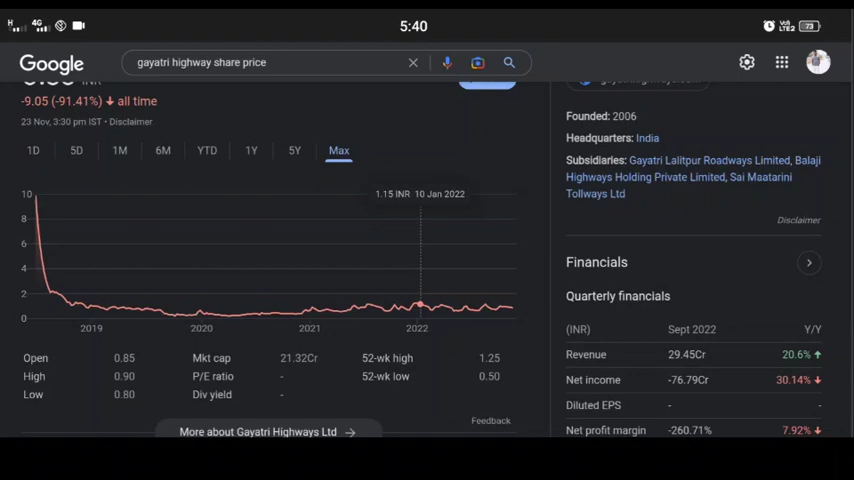 H 4G 5:40 Vo) LTE2 73
Google gayatri highway share price
INR
-9.05 (-91.41%) all time
23 Nov, 3:30 pm IST • Disclaimer
1D 5D 1M 6M YTD 1Y 5Y Max
1.15 INR 10 Jan 2022
10
8
6
4
2
0
2019 2020 2021 2022
Open 0.85 Mkt cap 21.32Cr 52-wk high 1.25
High 0.90 P/E ratio - 52-wk low 0.50
Low 0.80 Div yield -
Feedback
More about Gayatri Highways Ltd →
Founded: 2006
Headquarters: India
Subsidiaries: Gayatri Lalitpur Roadways Limited, Balaji
Highways Holding Private Limited, Sai Maatarini
Tollways Ltd
Disclaimer
Financials
Quarterly financials
(INR) Sept 2022 Y/Y
Revenue 29.45Cr 20.6% ↑
Net income -76.79Cr 30.14% ↓
Diluted EPS - -
Net profit margin -260.71% 7.92% ↓